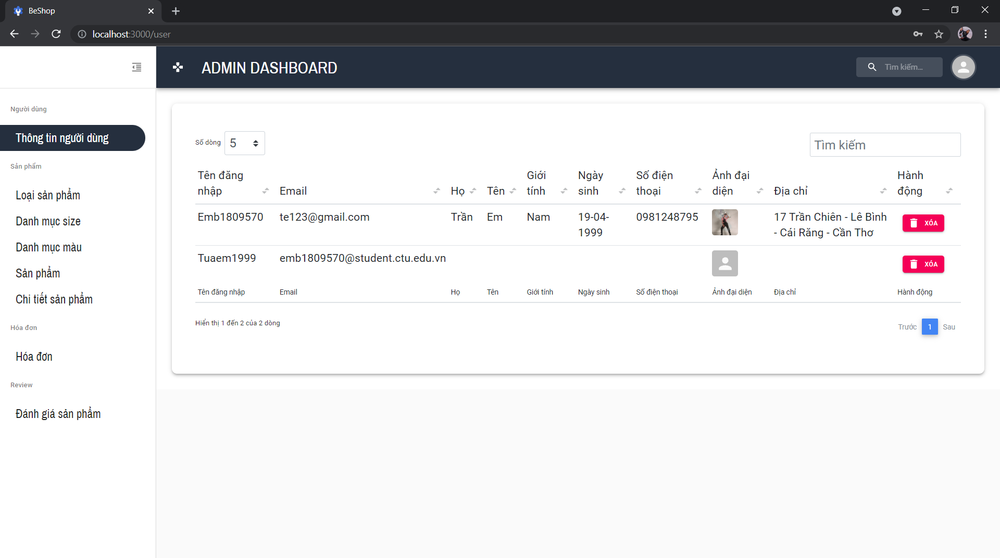 BeShop
localhost:3000/user
ADMIN DASHBOARD
Tìm kiếm...
Người dùng
Thông tin người dùng
Sản phẩm
Loại sản phẩm
Danh mục size
Danh mục màu
Sản phẩm
Chi tiết sản phẩm
Hóa đơn
Hóa đơn
Review
Đánh giá sản phẩm
Số dòng 5
Tìm kiếm
Tên đăng nhập Email Họ Tên Giới tính Ngày sinh Số điện thoại Ảnh đại diện Địa chỉ Hành động
Emb1809570 te123@gmail.com Trần Em Nam 19-04-1999 0981248795 17 Trần Chiên - Lê Bình - Cái Răng - Cần Thơ XÓA
Tuaem1999 emb1809570@student.ctu.edu.vn XÓA
Tên đăng nhập Email Họ Tên Giới tính Ngày sinh Số điện thoại Ảnh đại diện Địa chỉ Hành động
Hiển thị 1 đến 2 của 2 dòng
Trước 1 Sau